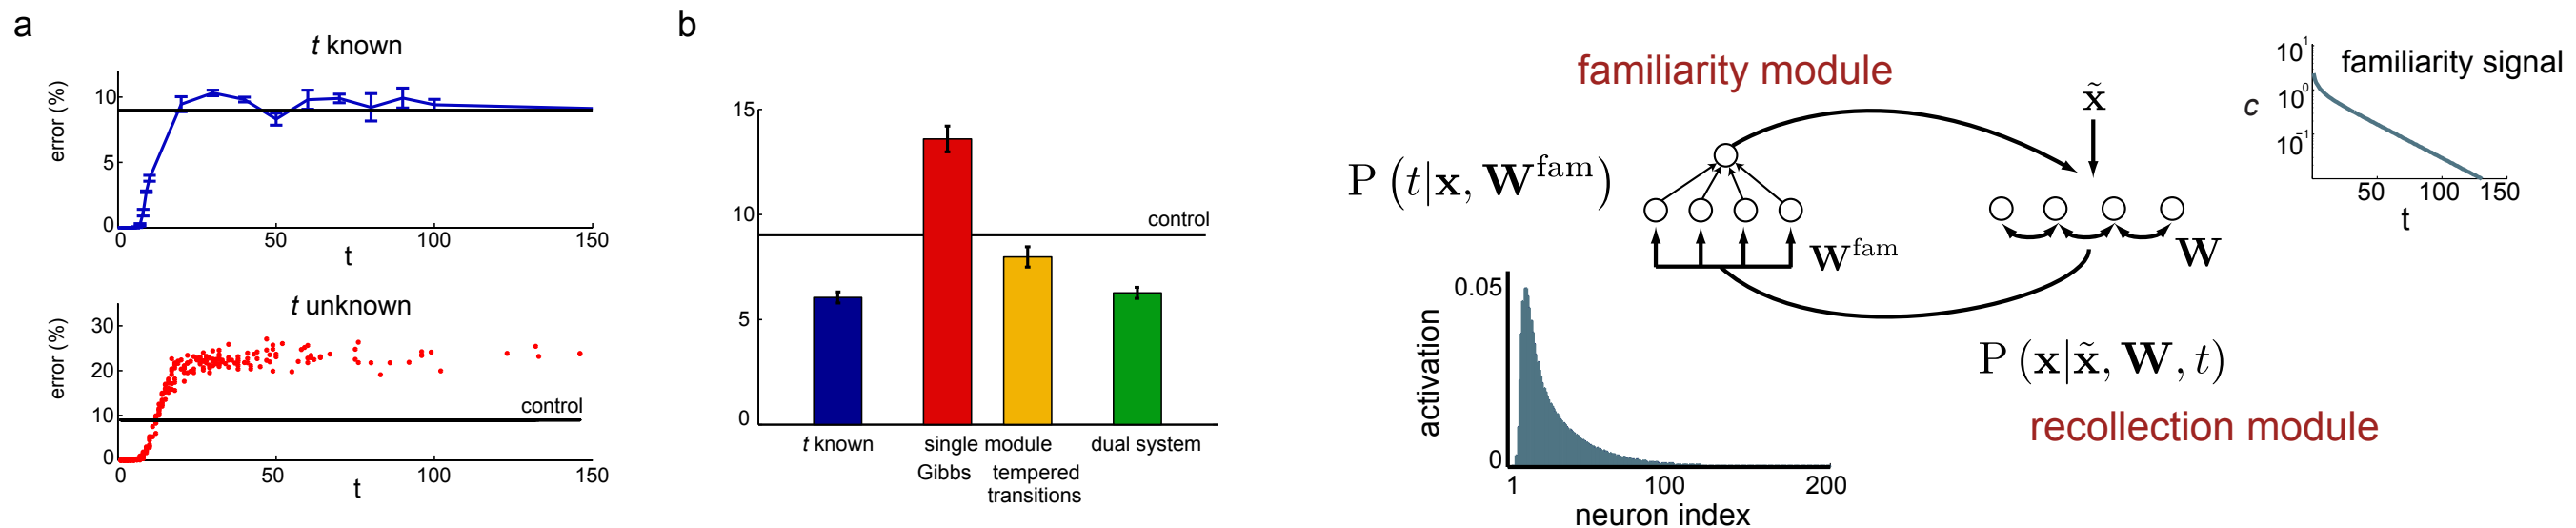 a
t known
error (%)
10
5
0
0 50 100 150
t
t unknown
error (%)
30
20
10
0
control
0 50 100 150
t
b
15
10
5
0
control
t known
single module
dual system
Gibbs
tempered
transitions
familiarity module
P (t|x, W^fam)
W^fam
x̃
W
P (x|x̃, W, t)
recollection module
activation
0.05
0
1 100 200
neuron index
familiarity signal
c
10^1
10^0
10^-1
50 100 150
t